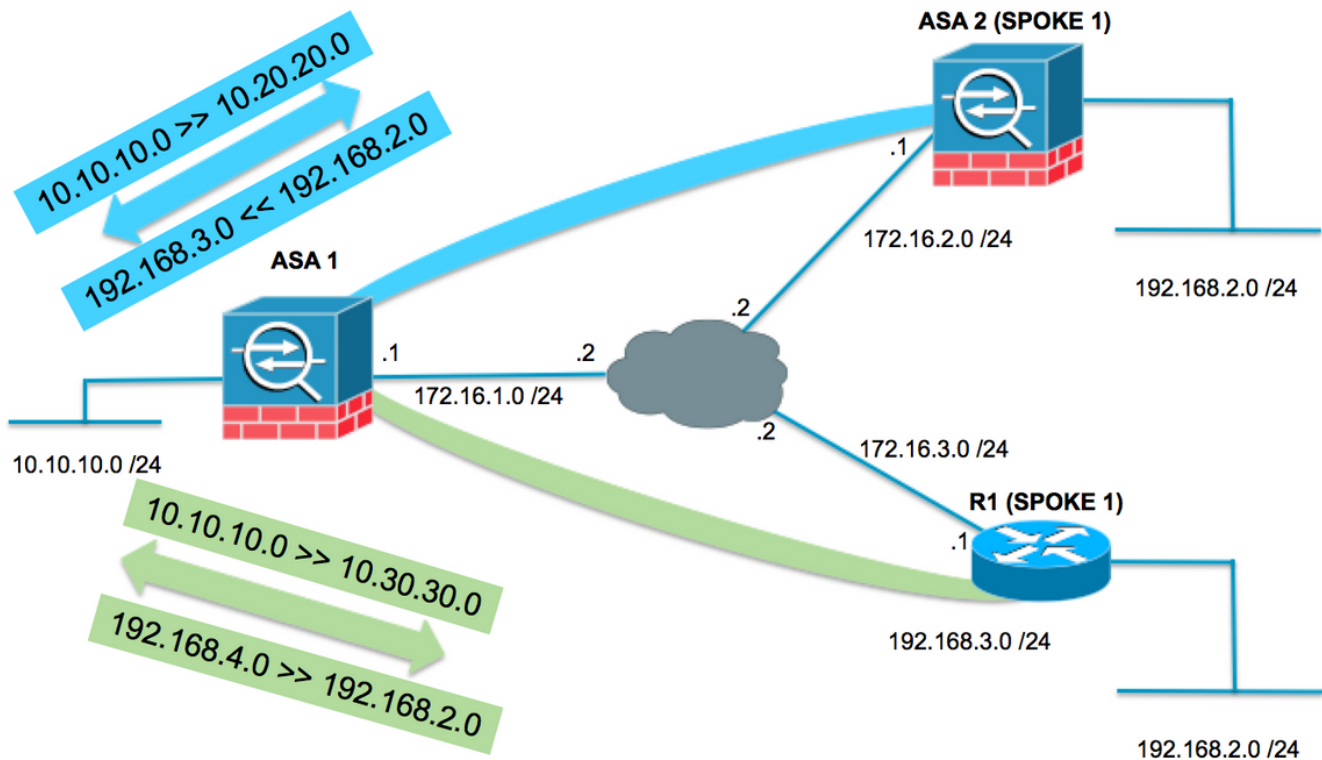 ASA 2 (SPOKE 1)
10.10.10.0 >> 10.20.20.0
192.168.3.0 << 192.168.2.0
.1
172.16.2.0 /24
192.168.2.0 /24
ASA 1
.1
.2
.2
172.16.1.0 /24
.2
10.10.10.0 /24
172.16.3.0 /24
R1 (SPOKE 1)
.1
10.10.10.0 >> 10.30.30.0
192.168.4.0 >> 192.168.2.0
192.168.3.0 /24
192.168.2.0 /24